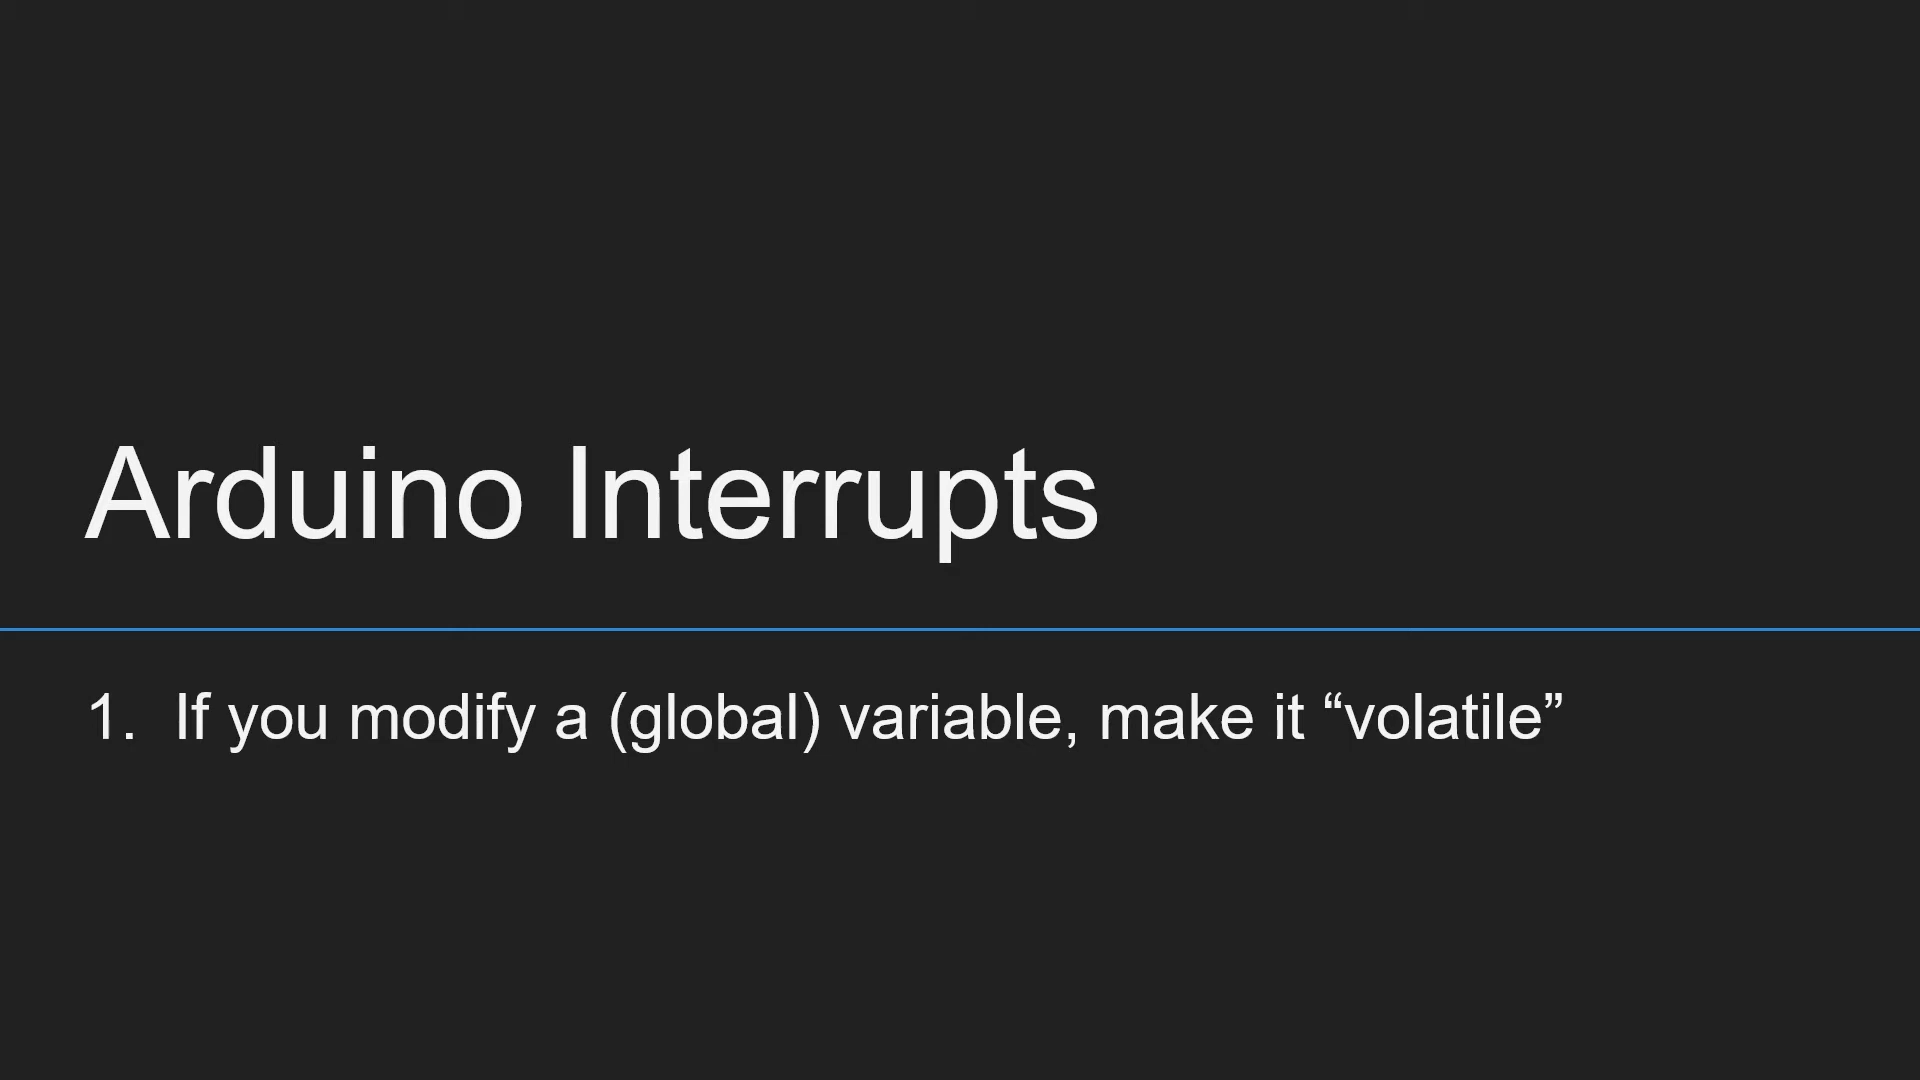 Arduino Interrupts
1. If you modify a (global) variable, make it “volatile”